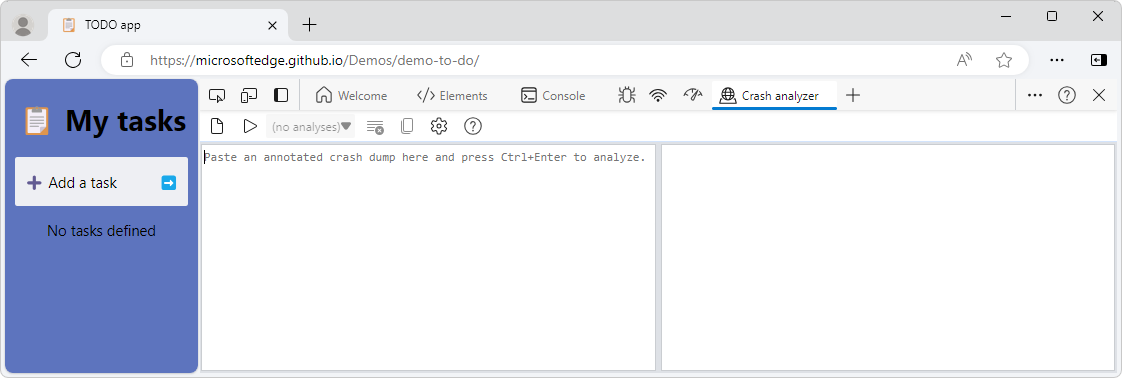 TODO app
https://microsoftedge.github.io/Demos/demo-to-do/
My tasks
Add a task
No tasks defined
Welcome
Elements
Console
Crash analyzer
(no analyses)
Paste an annotated crash dump here and press Ctrl+Enter to analyze.